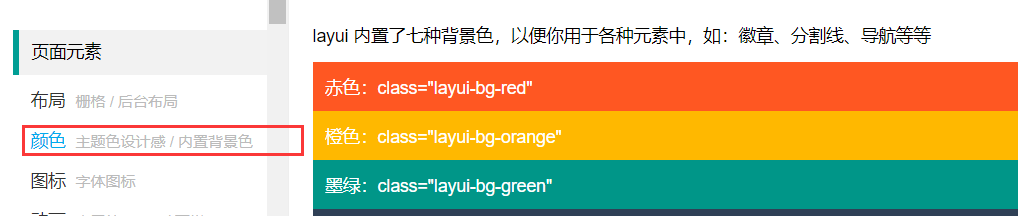 页面元素
布局 栅格 / 后台布局
颜色 主题色设计感 / 内置背景色
图标 字体图标
layui 内置了七种背景色，以便你用于各种元素中，如：徽章、分割线、导航等等
赤色：class="layui-bg-red"
橙色：class="layui-bg-orange"
墨绿：class="layui-bg-green"